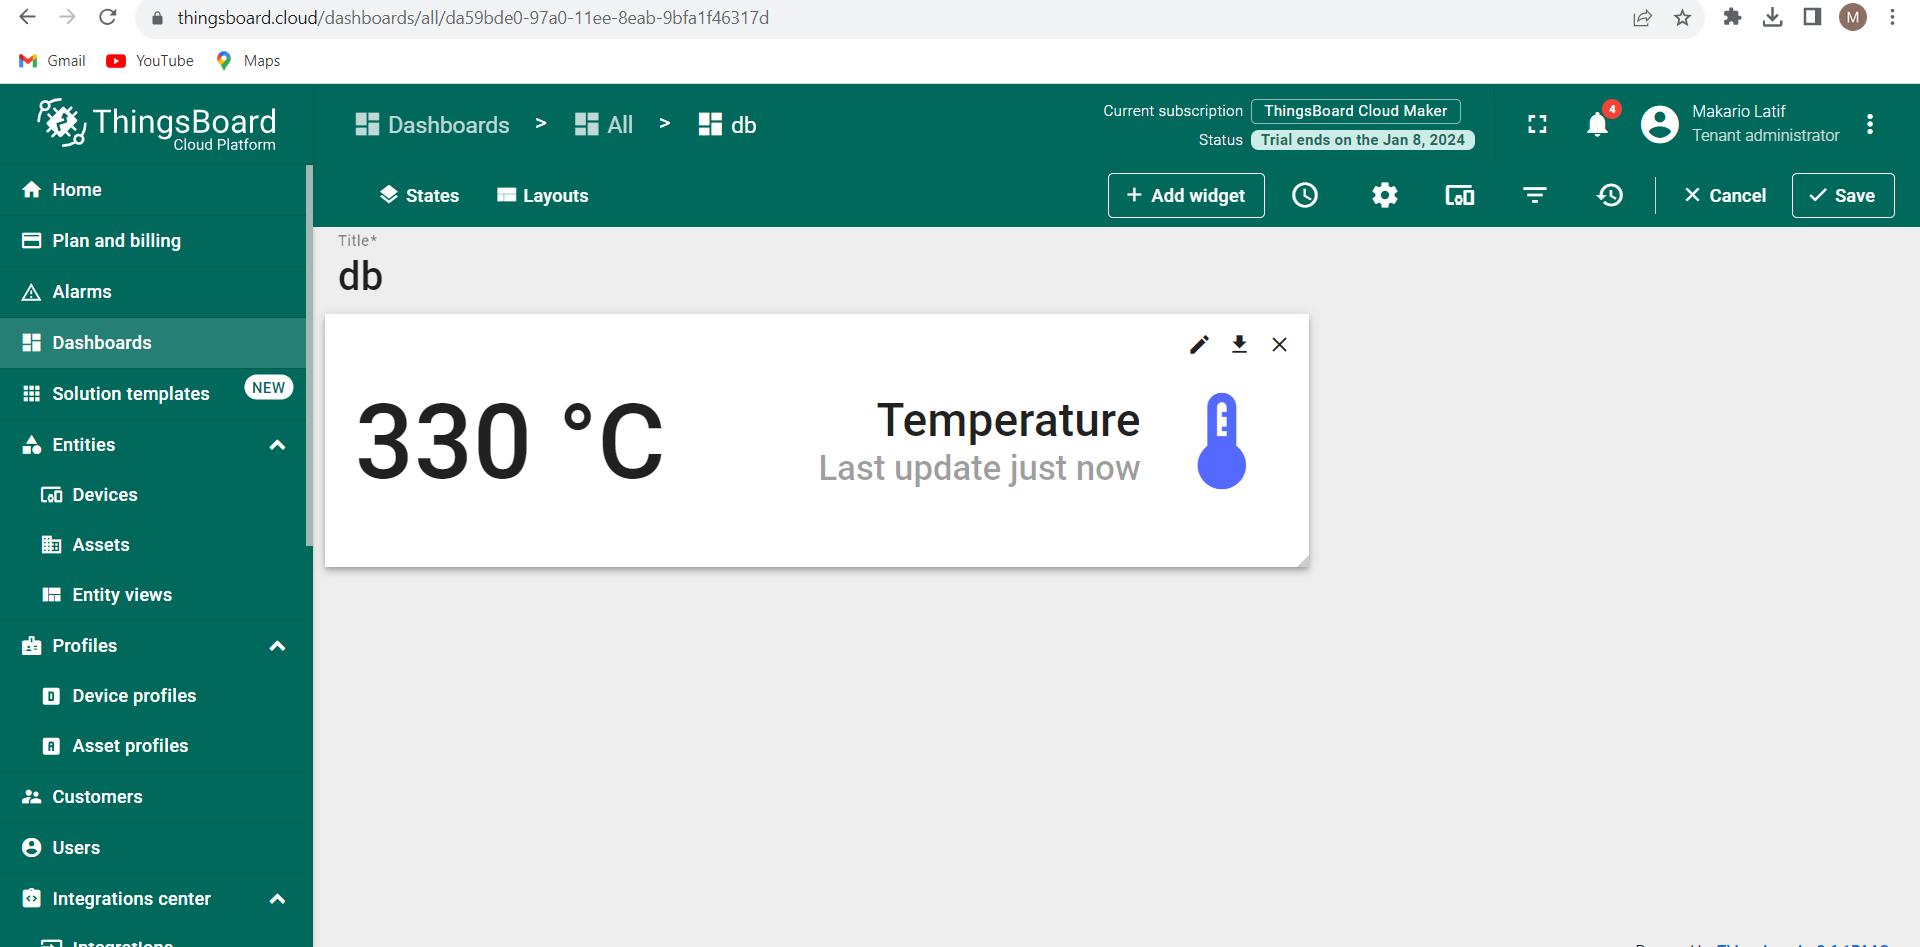 thingsboard.cloud/dashboards/all/da59bde0-97a0-11ee-8eab-9bfa1f46317d
M
Gmail
YouTube
Maps
ThingsBoard
Cloud Platform
Dashboards > All > db
Current subscription ThingsBoard Cloud Maker
Status Trial ends on the Jan 8, 2024
4
Makario Latif
Tenant administrator
States
Layouts
+ Add widget
Cancel
Save
Home
Plan and billing
Alarms
Dashboards
Solution templates NEW
Entities
Devices
Assets
Entity views
Profiles
Device profiles
Asset profiles
Customers
Users
Integrations center
Integrations
Title*
db
330 °C
Temperature
Last update just now